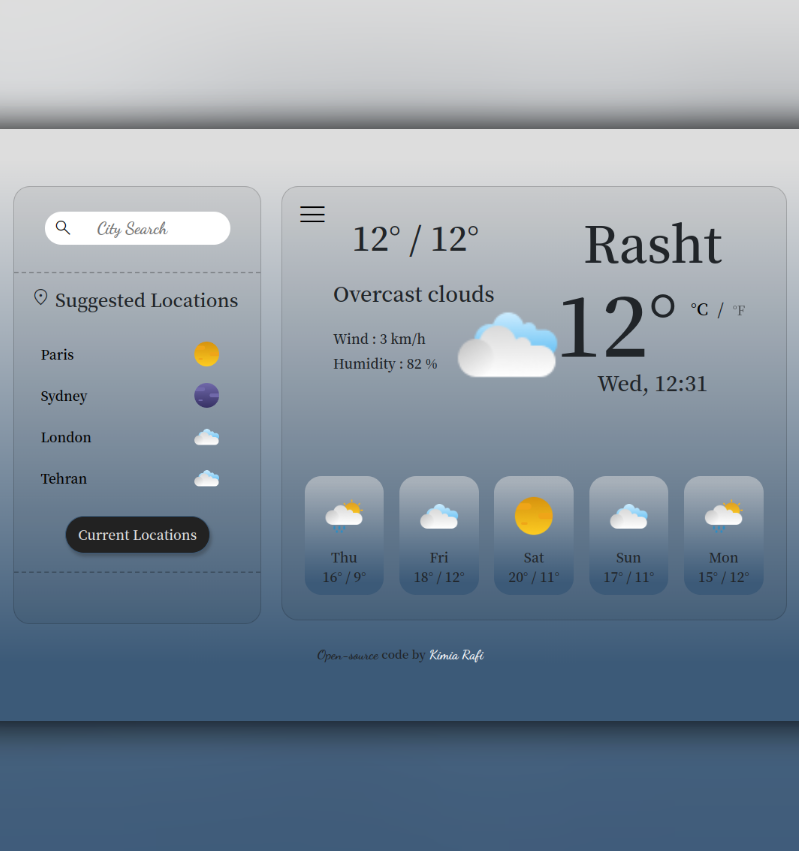 City Search
Suggested Locations
Paris
Sydney
London
Tehran
Current Locations
12° / 12°
Overcast clouds
Wind : 3 km/h
Humidity : 82 %
Rasht
12° °C / °F
Wed, 12:31
Thu
16° / 9°
Fri
18° / 12°
Sat
20° / 11°
Sun
17° / 11°
Mon
15° / 12°
Open-source code by Kimia Rafi